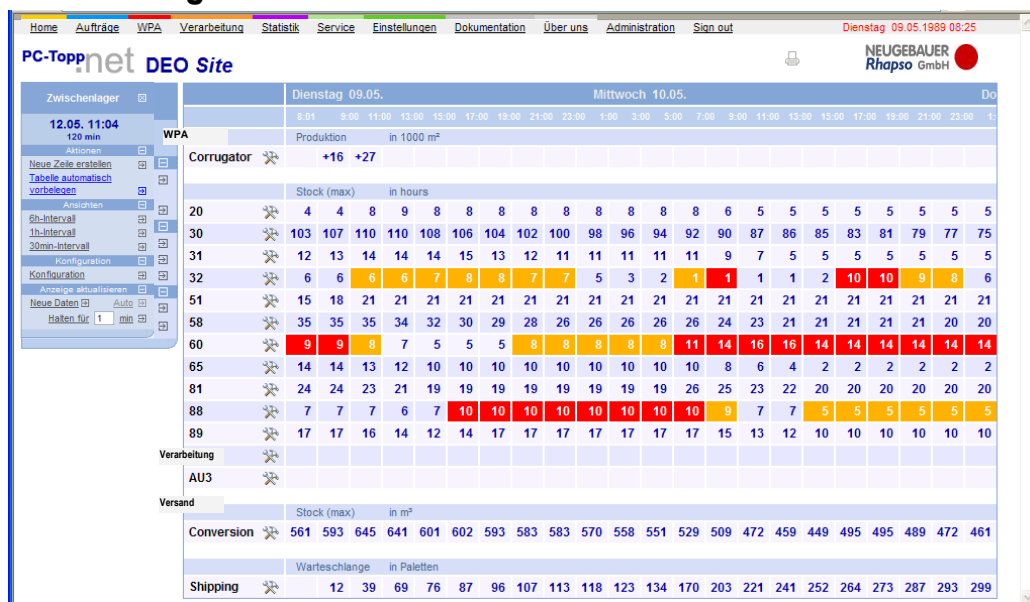 Home Aufträge WPA Verarbeitung Statistik Service Einstellungen Dokumentation Über uns Administration Sign out Dienstag 09.05.1989 08:25
PC-Topp.net DEO Site
NEUGEBAUER
Rhapso GmbH
Zwischenlager
12.05. 11:04
120 min
Aktionen
Neue Zeile erstellen
Tabelle automatisch
vorbelegen
Ansichten
6h-Intervall
1h-Intervall
30min-Intervall
Konfiguration
Konfiguration
Anzeige aktualisieren
Neue Daten Auto
Halten für 1 min
Dienstag 09.05. Mittwoch 10.05. Do
8:01 9:00 11:00 13:00 15:00 17:00 19:00 21:00 23:00 1:00 3:00 5:00 7:00 9:00 11:00 13:00 15:00 17:00 19:00 21:00 23:00 1:
WPA
Produktion in 1000 m²
Corrugator +16 +27
Stock (max) in hours
20 4 4 8 9 8 8 8 8 8 8 8 8 8 6 5 5 5 5 5 5 5 5
30 103 107 110 110 108 106 104 102 100 98 96 94 92 90 87 86 85 83 81 79 77 75
31 12 13 14 14 14 15 13 12 11 11 11 11 11 9 7 5 5 5 5 5 5 5
32 6 6 6 6 7 8 8 7 7 5 3 2 1 1 1 1 2 10 10 9 8 6
51 15 18 21 21 21 21 21 21 21 21 21 21 21 21 21 21 21 21 21 21 21 21
58 35 35 35 34 32 30 29 28 26 26 26 26 26 24 23 21 21 21 21 21 20 20
60 9 9 8 7 5 5 5 8 8 8 8 8 11 14 16 16 14 14 14 14 14 14
65 14 14 13 12 10 10 10 10 10 10 10 10 10 8 6 4 2 2 2 2 2 2
81 24 24 23 21 19 19 19 19 19 19 19 19 26 25 23 22 20 20 20 20 20 20
88 7 7 7 6 7 10 10 10 10 10 10 10 10 9 7 7 5 5 5 5 5 5
89 17 17 16 14 12 14 17 17 17 17 17 17 17 15 13 12 10 10 10 10 10 10
Verarbeitung
AU3
Versand
Stock (max) in m³
Conversion 561 593 645 641 601 602 593 583 583 570 558 551 529 509 472 459 449 495 495 489 472 461
Warteschlange in Paletten
Shipping 12 39 69 76 87 96 107 113 118 123 134 170 203 221 241 252 264 273 287 293 299